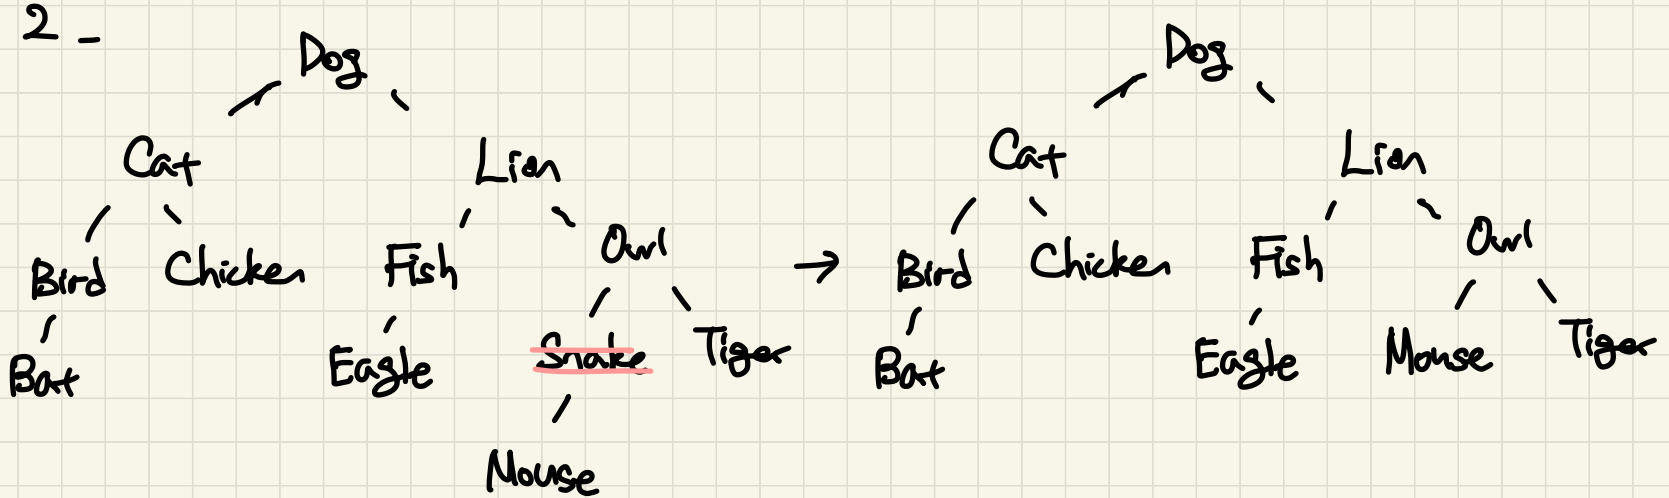 2-
Dog Dog
Cat Lion Cat Lion
Bird Chicken Fish Owl → Bird Chicken Fish Owl
Bat Eagle Snake Tiger Bat Eagle Mouse Tiger
Mouse